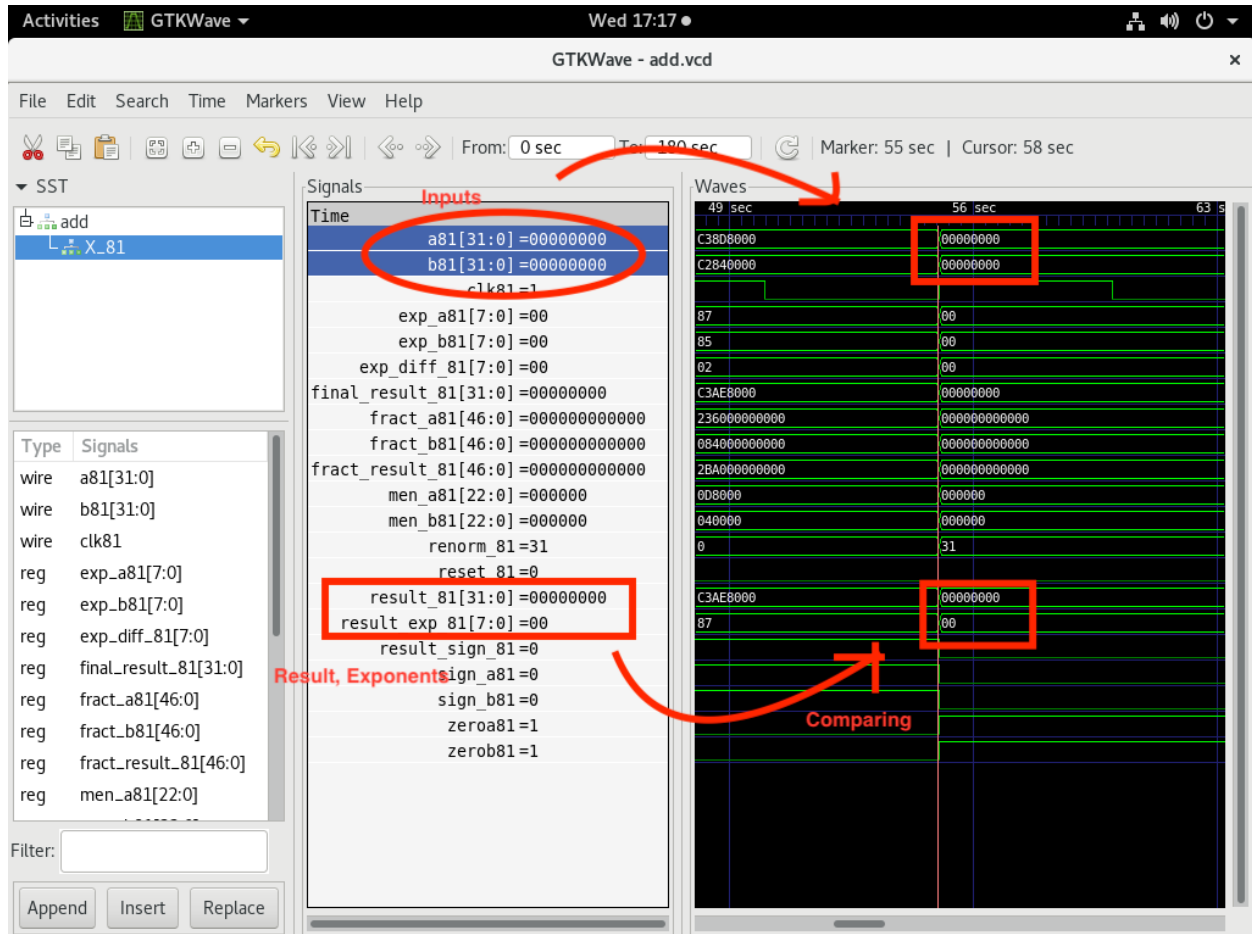 Activities GTKWave Wed 17:17
GTKWave - add.vcd
File Edit Search Time Markers View Help
From: 0 sec To: 180 sec Marker: 55 sec | Cursor: 58 sec
SST
add
X_81
Type Signals
wire a81[31:0]
wire b81[31:0]
wire clk81
reg exp_a81[7:0]
reg exp_b81[7:0]
reg exp_diff_81[7:0]
reg final_result_81[31:0]
reg fract_a81[46:0]
reg fract_b81[46:0]
reg fract_result_81[46:0]
reg men_a81[22:0]
Filter:
Append Insert Replace
Signals
Inputs
Time
a81[31:0]=00000000
b81[31:0]=00000000
clk81=1
exp_a81[7:0]=00
exp_b81[7:0]=00
exp_diff_81[7:0]=00
final_result_81[31:0]=00000000
fract_a81[46:0]=000000000000
fract_b81[46:0]=000000000000
fract_result_81[46:0]=000000000000
men_a81[22:0]=000000
men_b81[22:0]=000000
renorm_81=31
reset_81=0
result_81[31:0]=00000000
result_exp_81[7:0]=00
result_sign_81=0
Result, Exponents
sign_a81=0
sign_b81=0
zeroa81=1
zerob81=1
Waves
49 sec 56 sec 63 s
C38D8000 00000000
C2840000 00000000
87 00
85 00
02 00
C3AE8000 00000000
236000000000 000000000000
084000000000 000000000000
2BA000000000 000000000000
0D8000 000000
040000 000000
0 31
C3AE8000 00000000
87 00
Comparing